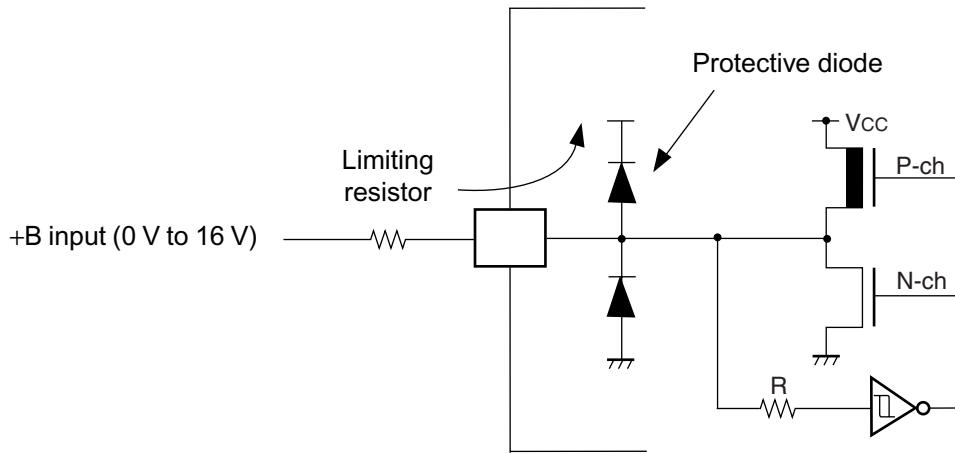 Protective diode
VCC
Limiting
resistor
P-ch
+B input (0 V to 16 V)
N-ch
R